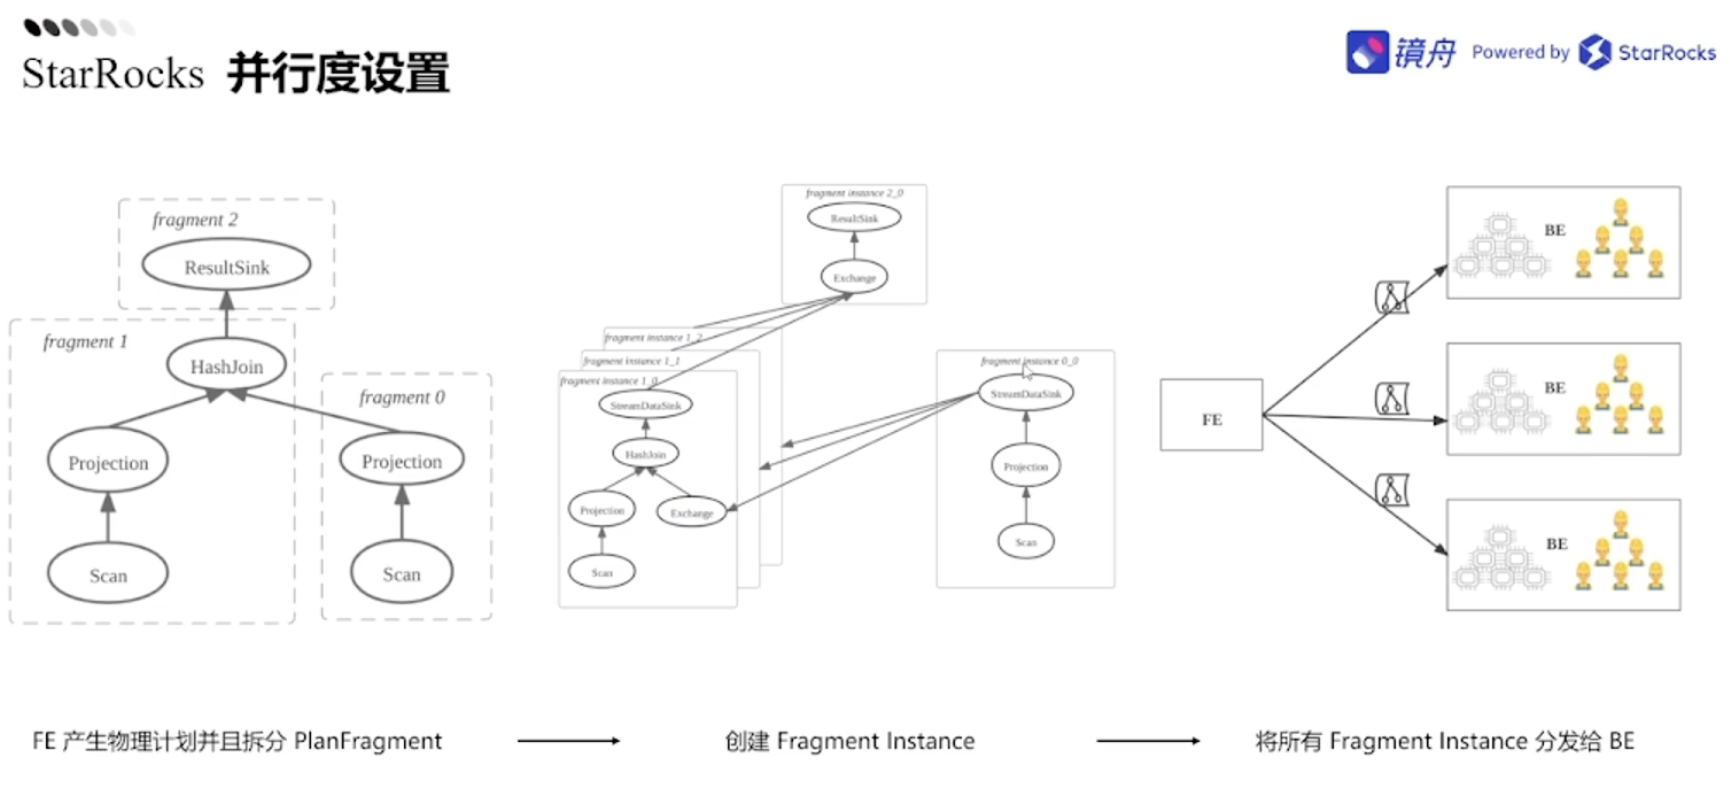 StarRocks 并行度设置
镜舟 Powered by StarRocks
fragment 2
ResultSink
fragment 1
HashJoin
fragment 0
Projection
Projection
Scan
Scan
fragment instance 2_0
ResultSink
Exchange
fragment instance 1_2
fragment instance 1_1
fragment instance 1_0
StreamDataSink
HashJoin
Projection
Exchange
Scan
fragment instance 0_0
StreamDataSink
Projection
Scan
FE
BE
BE
BE
FE 产生物理计划并且拆分 PlanFragment
创建 Fragment Instance
将所有 Fragment Instance 分发给 BE